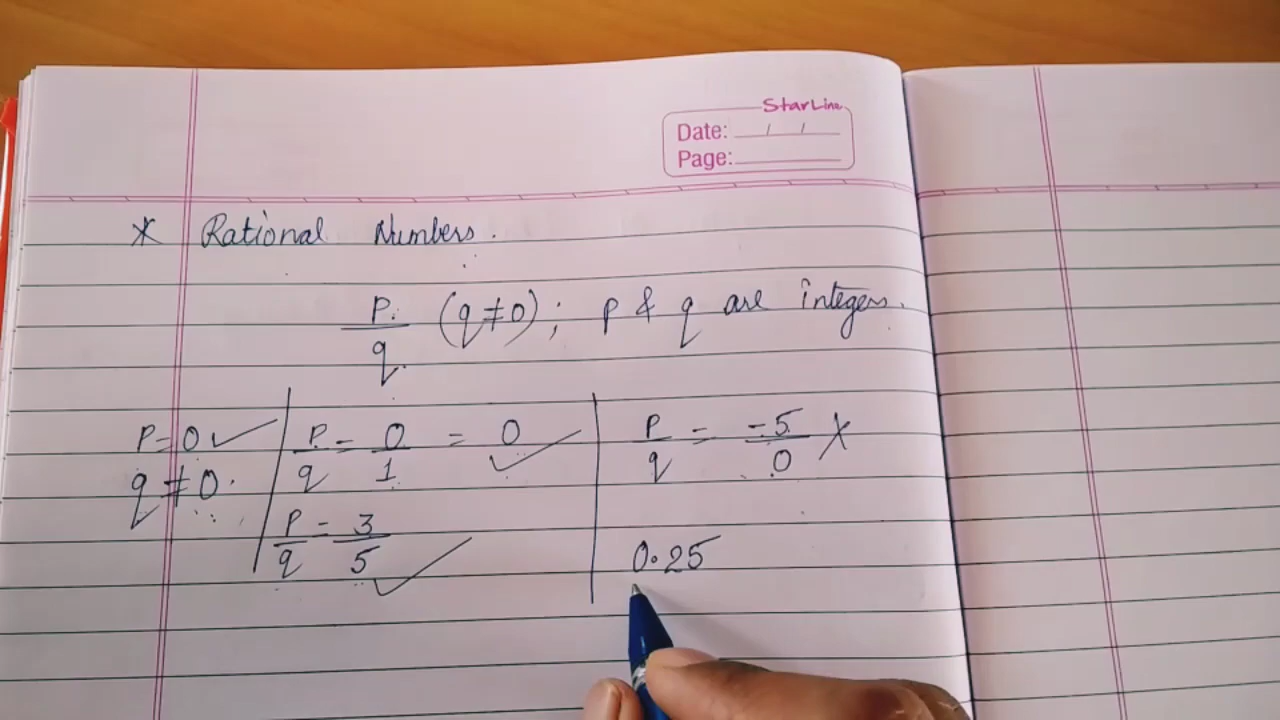 StarLine
Date: / /
Page:
* Rational Numbers.
p/q (q≠0); p & q are integers.
P=0 ✓
q≠0.
p/q = 0/1 = 0 ✓
p/q = 3/5 ✓
p/q = -5/0 X
0.25